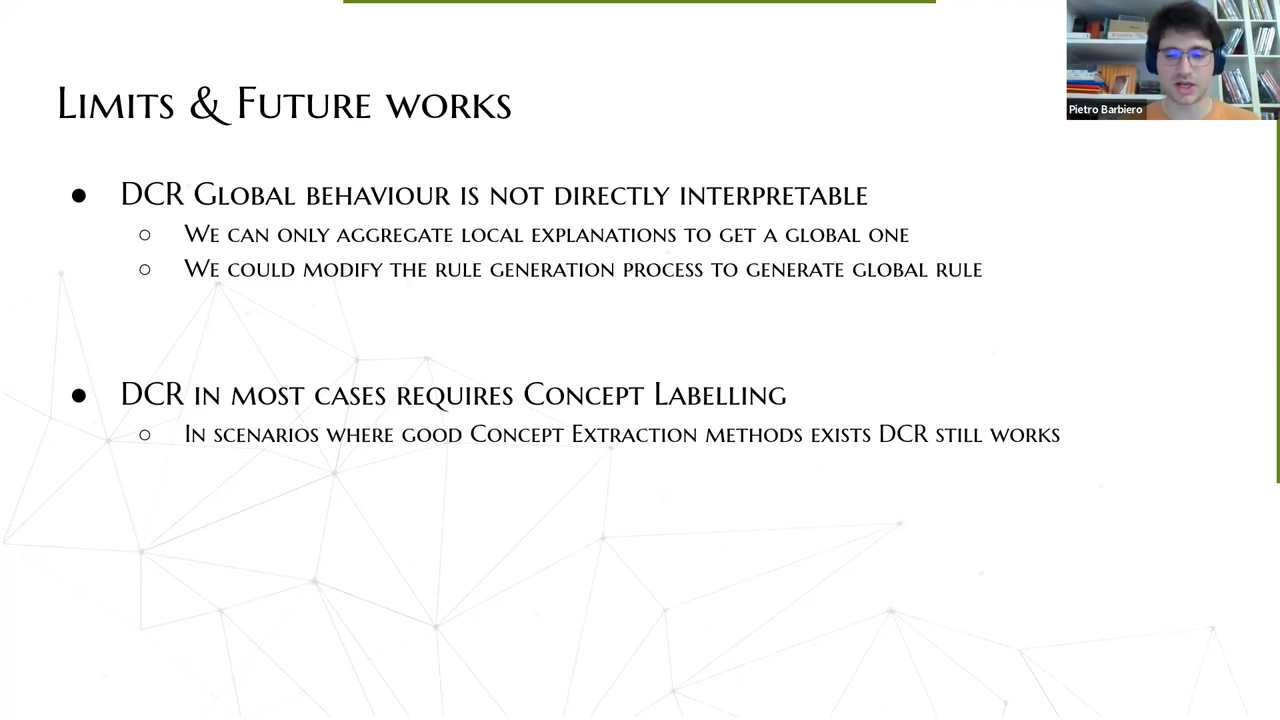 Pietro Barbiero
Limits & Future works
● DCR Global behaviour is not directly interpretable
○ We can only aggregate local explanations to get a global one
○ We could modify the rule generation process to generate global rule
● DCR in most cases requires Concept Labelling
○ In scenarios where good Concept Extraction methods exists DCR still works